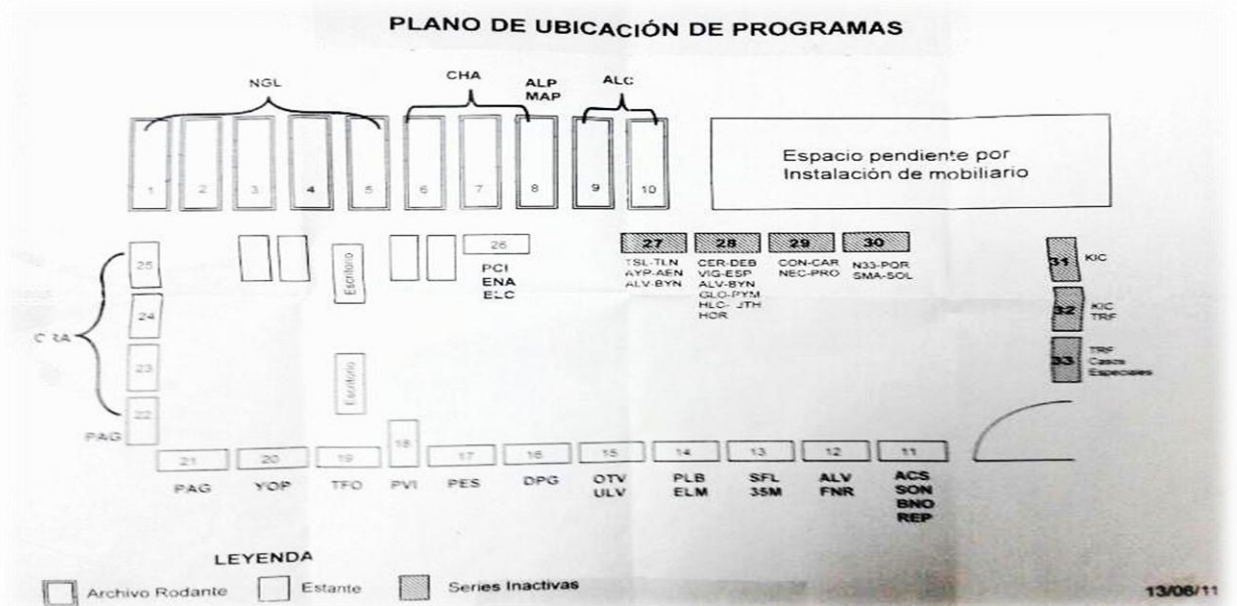 PLANO DE UBICACIÓN DE PROGRAMAS
NGL
CHA
ALP
MAP
ALC
1
2
3
4
5
6
7
8
9
10
Espacio pendiente por
Instalación de mobiliario
25
24
23
22
PAG
Escritorio
Escritorio
26
PCI
ENA
ELC
27
TSL-TLN
AYP-AEN
ALV-BYN
28
CER-DEB
VIG-ESP
ALV-BYN
GLO-PYM
HOR
29
CON-CAR
NEC-PRO
30
N33-POR
SMA-SOL
31
KIC
32
KIC
TRF
33
TRF
Casos
Especiales
21
PAG
20
YOP
19
TFO
18
PVI
17
PES
16
DPG
15
OTV
ULV
14
PLB
ELM
13
SFL
35M
12
ALV
FNR
11
ACS
SON
BNO
REP
LEYENDA
Archivo Rodante
Estante
Series Inactivas
13/06/11